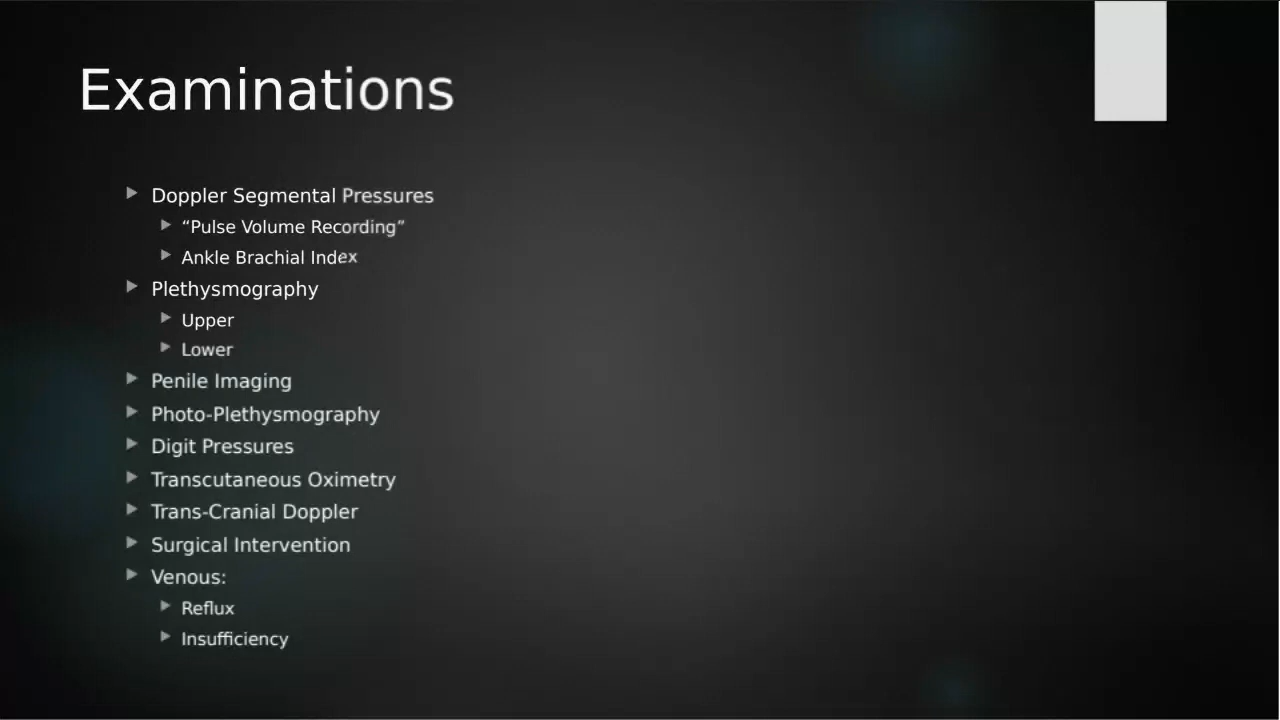 Examinations
Doppler Segmental Pressures
“Pulse Volume Recording”
Ankle Brachial Index
Plethysmography
Upper
Lower
Penile Imaging
Photo-Plethysmography
Digit Pressures
Transcutaneous Oximetry
Trans-Cranial Doppler
Surgical Intervention
Venous:
Reflux
Insufficiency